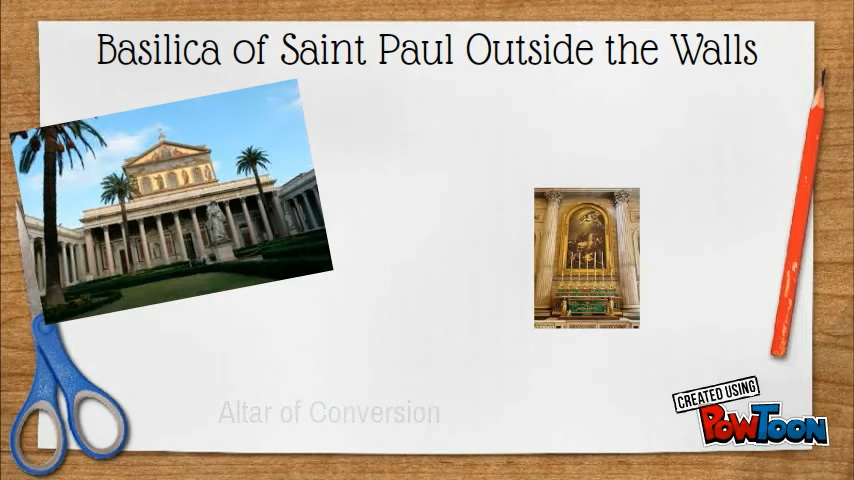 Basilica of Saint Paul Outside the Walls
Altar of Conversion
CREATED USING
POWTOON